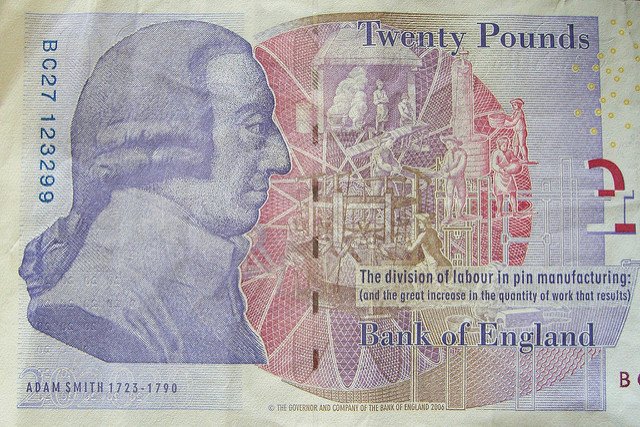 Twenty Pounds
BC27 123299
The division of labour in pin manufacturing:
(and the great increase in the quantity of work that results)
Bank of England
ADAM SMITH 1723-1790
© THE GOVERNOR AND COMPANY OF THE BANK OF ENGLAND 2006
B